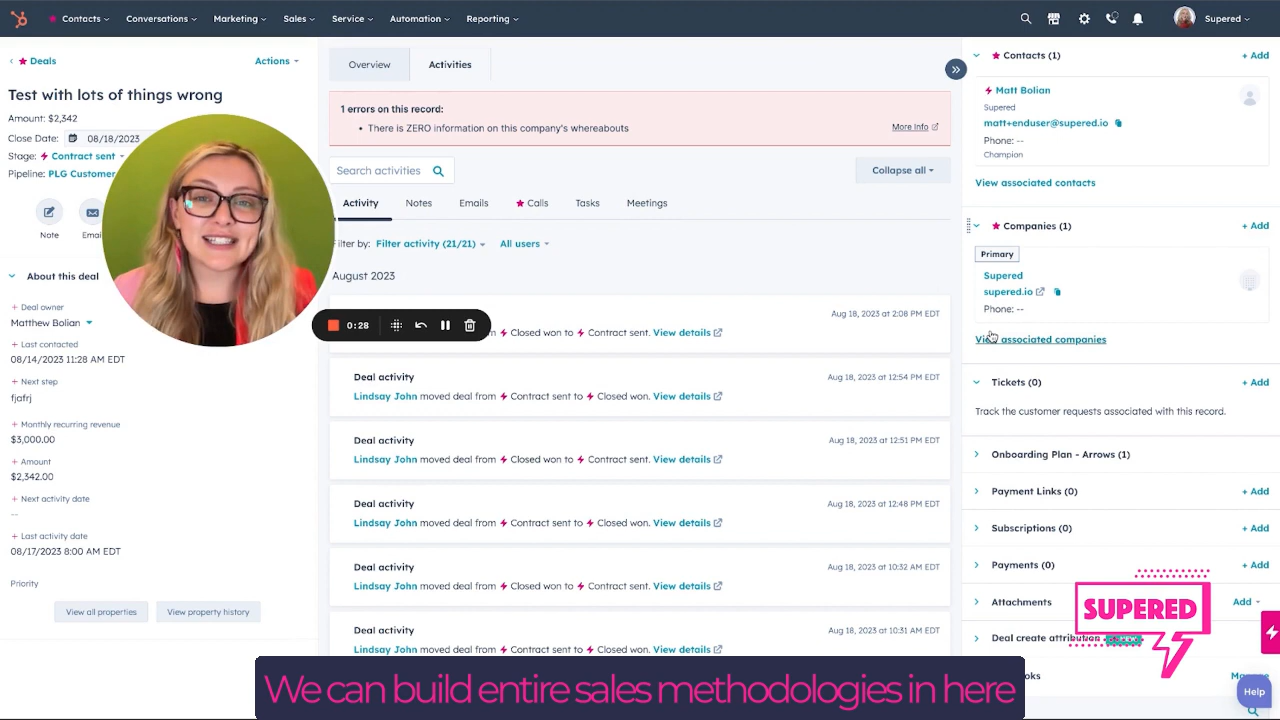 Contacts
Conversations
Marketing
Sales
Service
Automation
Reporting
Supered
Deals
Actions
Test with lots of things wrong
Amount: $2,342
Close Date: 08/18/2023
Stage: Contract sent
Pipeline: PLG Customer
Note
Email
About this deal
Deal owner
Matthew Bolian
Last contacted
08/14/2023 11:28 AM EDT
Next step
fjafrj
Monthly recurring revenue
$3,000.00
Amount
$2,342.00
Next activity date
--
Last activity date
08/17/2023 8:00 AM EDT
Priority
View all properties
View property history
Overview
Activities
1 errors on this record:
• There is ZERO information on this company's whereabouts
More Info
Search activities
Collapse all
Activity
Notes
Emails
Calls
Tasks
Meetings
Filter by: Filter activity (21/21)
All users
August 2023
0:28
Aug 18, 2023 at 2:08 PM EDT
Closed won to Contract sent. View details
Deal activity
Aug 18, 2023 at 12:54 PM EDT
Lindsay John moved deal from Contract sent to Closed won. View details
Deal activity
Aug 18, 2023 at 12:51 PM EDT
Lindsay John moved deal from Closed won to Contract sent. View details
Deal activity
Aug 18, 2023 at 12:48 PM EDT
Lindsay John moved deal from Contract sent to Closed won. View details
Deal activity
Aug 18, 2023 at 10:32 AM EDT
Lindsay John moved deal from Closed won to Contract sent. View details
Deal activity
Aug 18, 2023 at 10:31 AM EDT
Lindsay John moved deal from Contract sent to Closed won. View details
Contacts (1)
+ Add
Matt Bolian
Supered
matt+enduser@supered.io
Phone: --
Champion
View associated contacts
Companies (1)
+ Add
Primary
Supered
supered.io
Phone: --
View associated companies
Tickets (0)
+ Add
Track the customer requests associated with this record.
Onboarding Plan - Arrows (1)
Payment Links (0)
+ Add
Subscriptions (0)
+ Add
Payments (0)
+ Add
Attachments
Add
SUPERED
Deal create attribution
Help
We can build entire sales methodologies in here